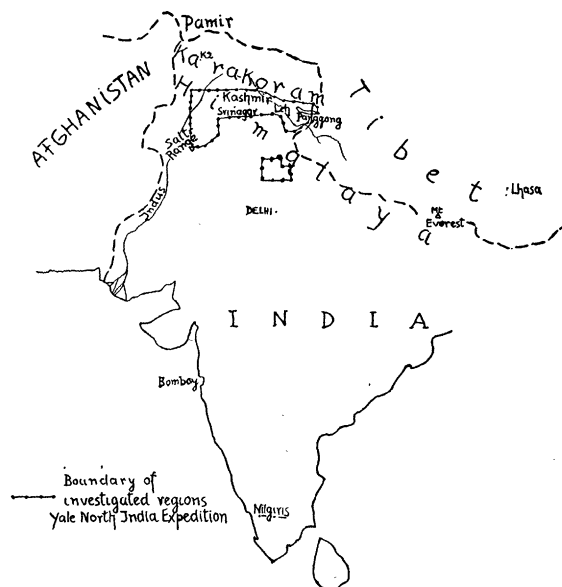 Pamir
K2
Karakoram
AFGHANISTAN
Himalaya
Kashmir
Leh
Srinagar
Panggong
Tibet
Salt
Range
Lhasa
Indus
DELHI.
Mt
Everest
INDIA
Bombay
Boundary of
investigated regions
Yale North India Expedition
Nilgiris